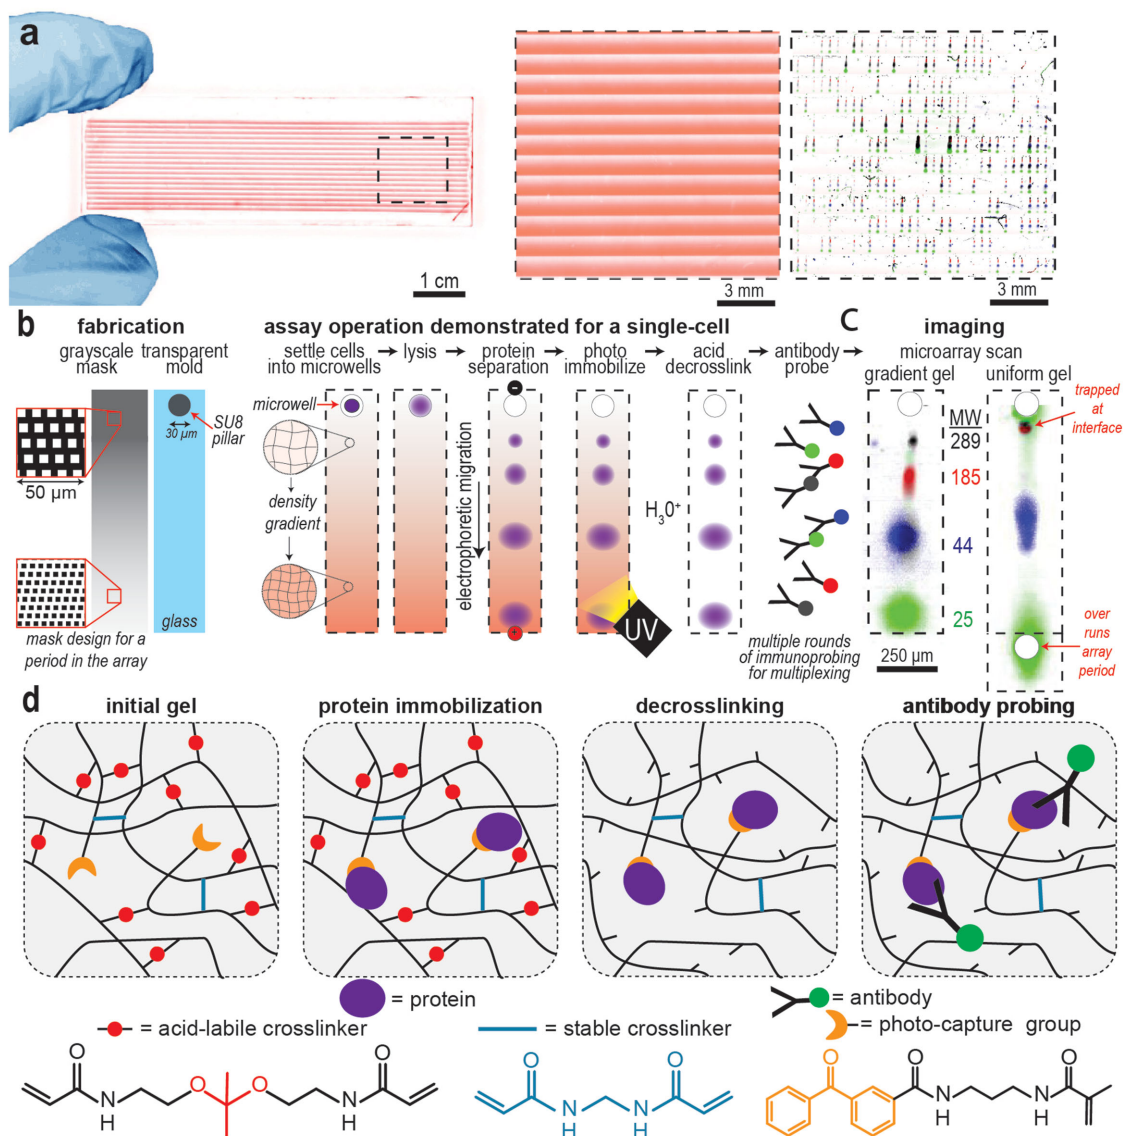 a
1 cm
3 mm
3 mm
b
fabrication
grayscale
mask
transparent
mold
SU8
pillar
30 µm
50 µm
glass
mask design for a
period in the array
assay operation demonstrated for a single-cell
settle cells
into microwells
lysis
protein
separation
photo
immobilize
acid
decrosslink
antibody
probe
microwell
density
gradient
electrophoretic migration
−
+
UV
H₃0⁺
multiple rounds
of immunoprobing
for multiplexing
C
imaging
microarray scan
gradient gel
uniform gel
MW
289
185
44
25
250 µm
trapped
at
interface
over
runs
array
period
d
initial gel
protein immobilization
decrosslinking
antibody probing
= protein
= antibody
= acid-labile crosslinker
= stable crosslinker
= photo-capture group
O
N
H
O
O
N
H
O
O
N
H
N
H
O
O
O
N
H
N
H
O